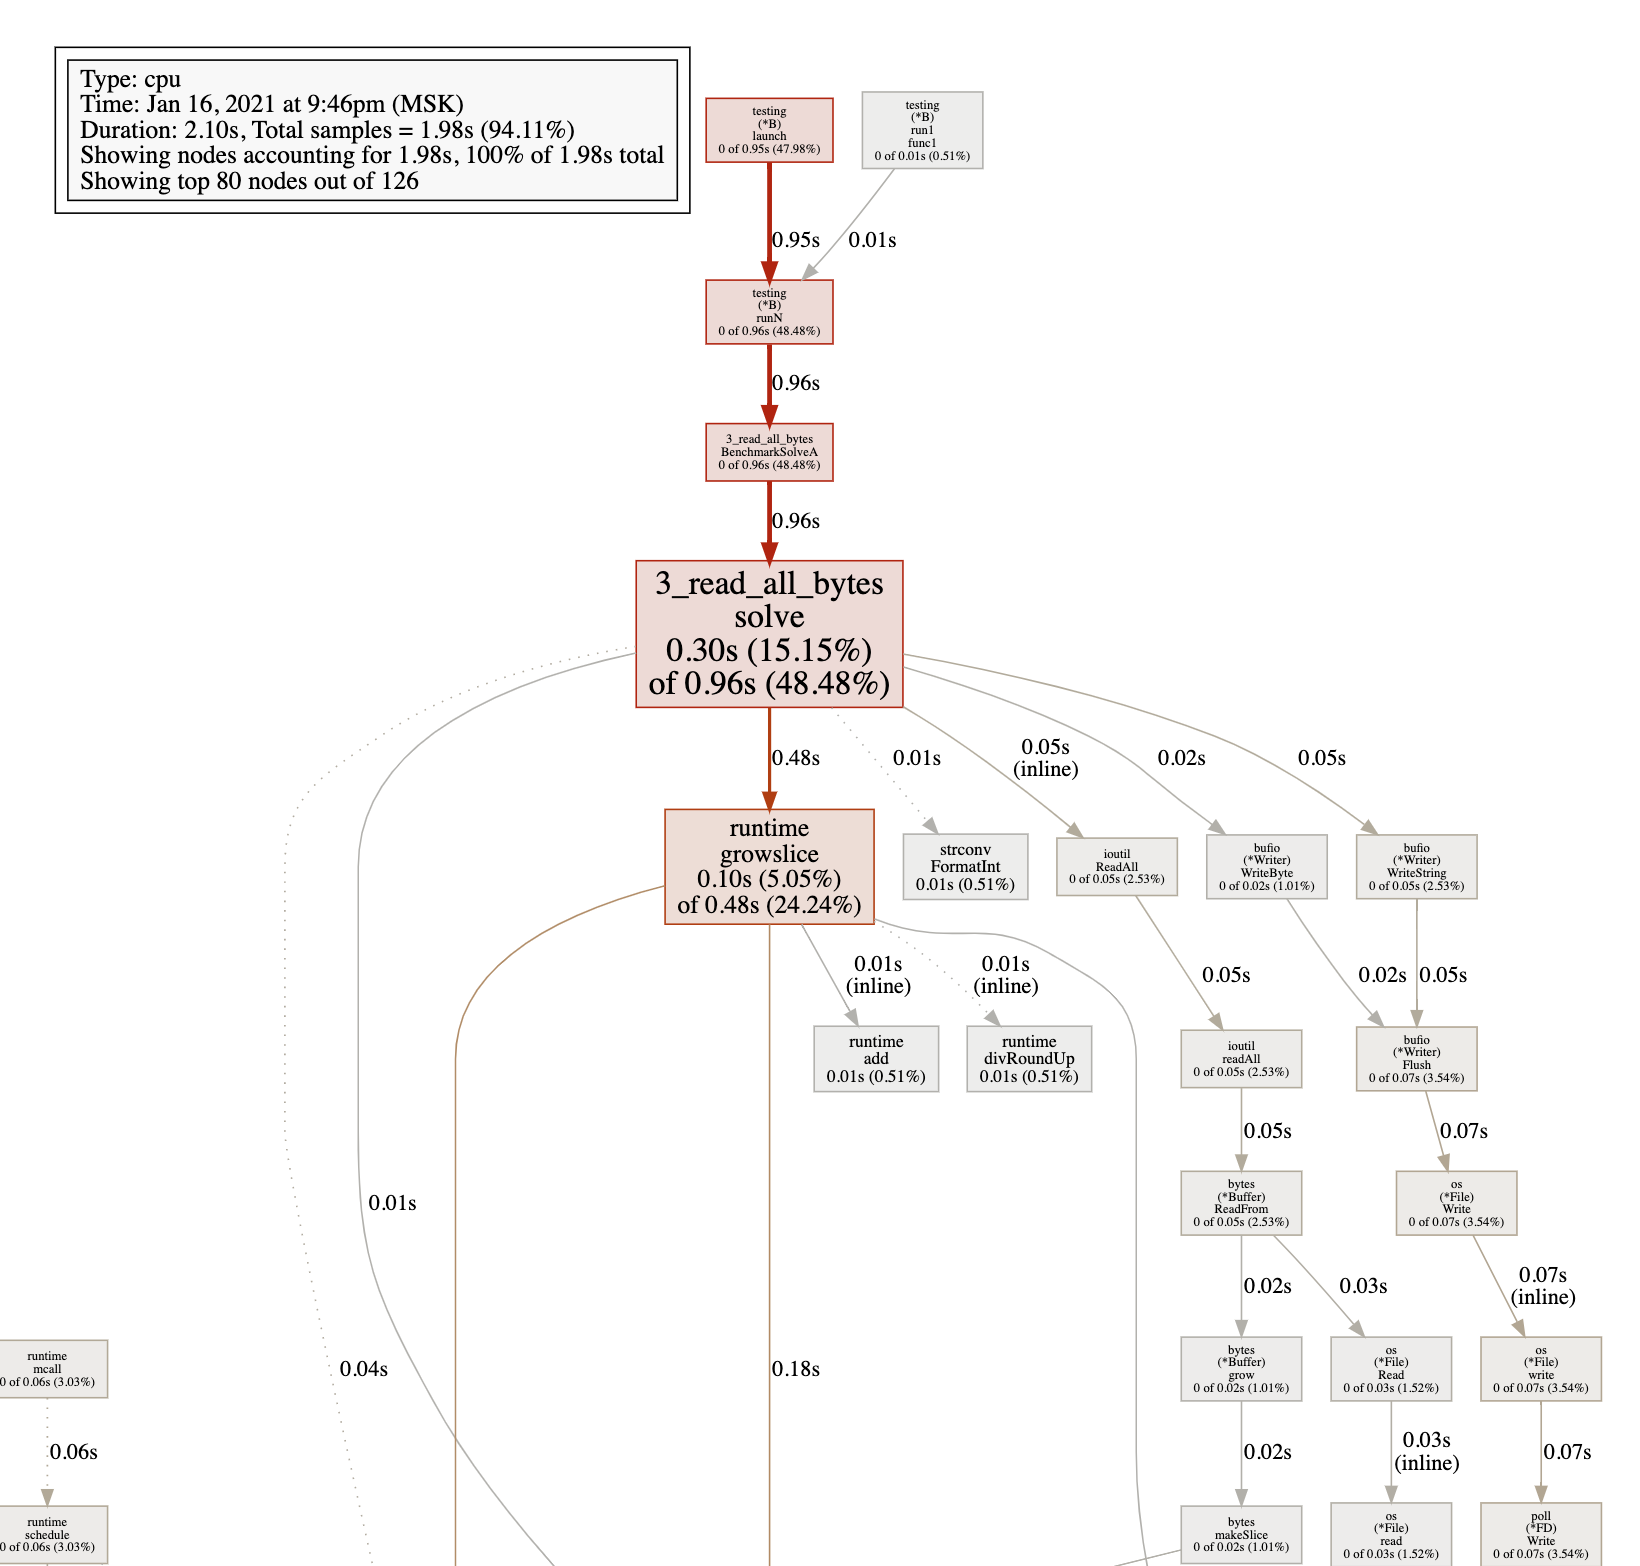 Type: cpu
Time: Jan 16, 2021 at 9:46pm (MSK)
Duration: 2.10s, Total samples = 1.98s (94.11%)
Showing nodes accounting for 1.98s, 100% of 1.98s total
Showing top 80 nodes out of 126
testing
(*B)
launch
0 of 0.95s (47.98%)
testing
(*B)
run1
func1
0 of 0.01s (0.51%)
0.95s
0.01s
testing
(*B)
runN
0 of 0.96s (48.48%)
0.96s
3_read_all_bytes
BenchmarkSolveA
0 of 0.96s (48.48%)
0.96s
3_read_all_bytes
solve
0.30s (15.15%)
of 0.96s (48.48%)
0.48s
0.01s
0.05s
(inline)
0.02s
0.05s
runtime
growslice
0.10s (5.05%)
of 0.48s (24.24%)
strconv
FormatInt
0.01s (0.51%)
ioutil
ReadAll
0 of 0.05s (2.53%)
bufio
(*Writer)
WriteByte
0 of 0.02s (1.01%)
bufio
(*Writer)
WriteString
0 of 0.05s (2.53%)
0.01s
(inline)
0.01s
(inline)
0.05s
0.02s
0.05s
runtime
add
0.01s (0.51%)
runtime
divRoundUp
0.01s (0.51%)
ioutil
readAll
0 of 0.05s (2.53%)
bufio
(*Writer)
Flush
0 of 0.07s (3.54%)
0.05s
0.07s
0.01s
bytes
(*Buffer)
ReadFrom
0 of 0.05s (2.53%)
os
(*File)
Write
0 of 0.07s (3.54%)
0.02s
0.03s
0.07s
(inline)
runtime
mcall
0 of 0.06s (3.03%)
0.04s
0.18s
bytes
(*Buffer)
grow
0 of 0.02s (1.01%)
os
(*File)
Read
0 of 0.03s (1.52%)
os
(*File)
write
0 of 0.07s (3.54%)
0.06s
0.02s
0.03s
(inline)
0.07s
runtime
schedule
0 of 0.06s (3.03%)
bytes
makeSlice
0 of 0.02s (1.01%)
os
(*File)
read
0 of 0.03s (1.52%)
poll
(*FD)
Write
0 of 0.07s (3.54%)